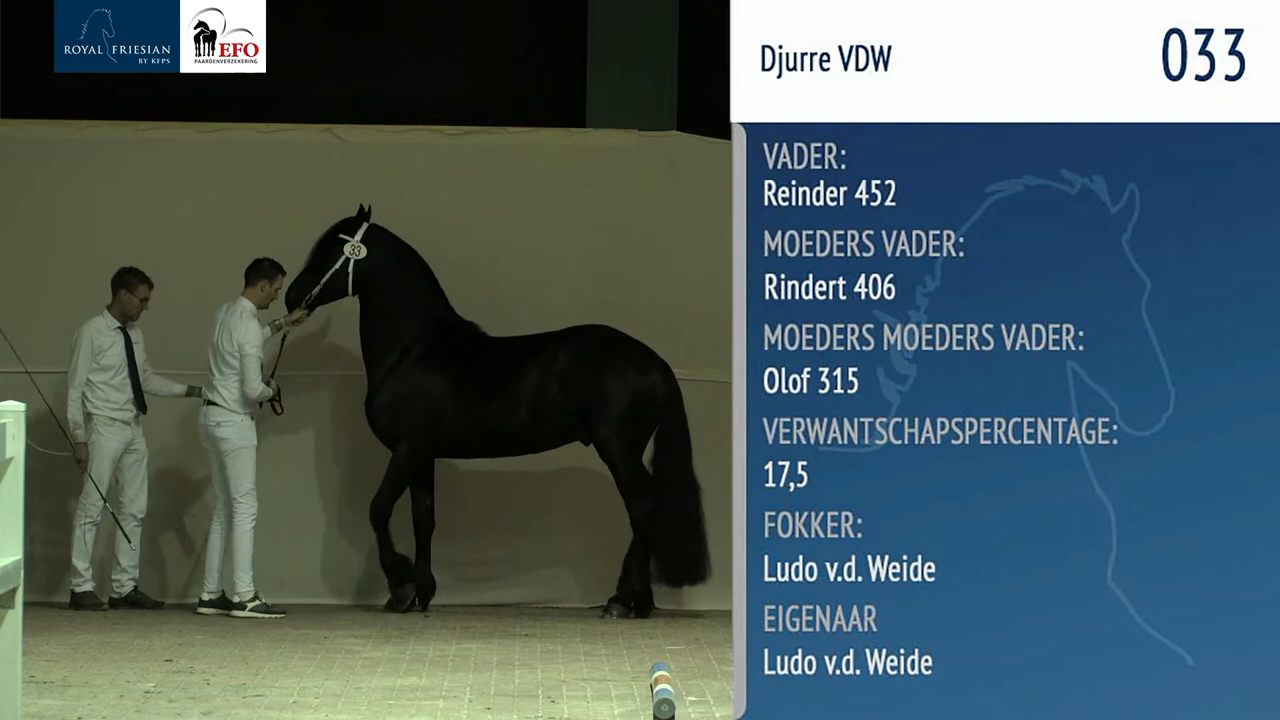 ROYAL FRIESIAN
BY KFPS
EFO
PAARDENVERZEKERING
33
Djurre VDW
033
VADER:
Reinder 452
MOEDERS VADER:
Rindert 406
MOEDERS MOEDERS VADER:
Olof 315
VERWANTSCHAPSPERCENTAGE:
17,5
FOKKER:
Ludo v.d. Weide
EIGENAAR
Ludo v.d. Weide